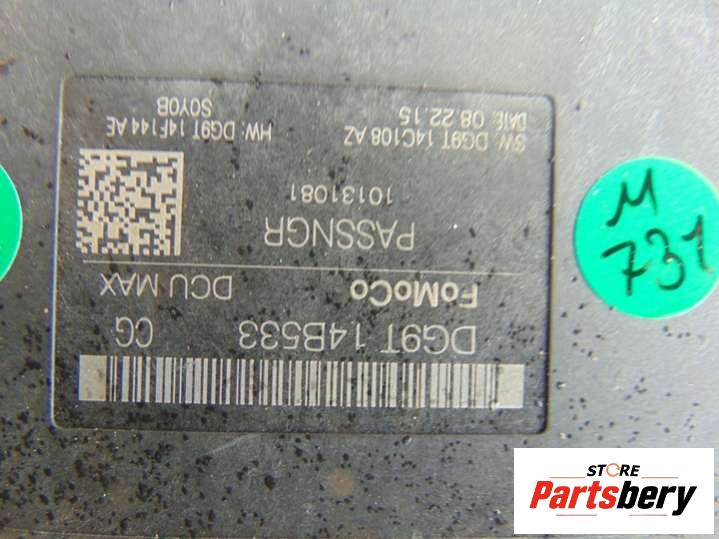 DG9T 14B533 CG
FoMoCo DCU MAX
PASSNGR
10131081
SW: DG9T 14C108 AZ HW: DG9T 14F144 AE
DATE: 08.22.15 SOY0B
M
731
STORE
Partsbery